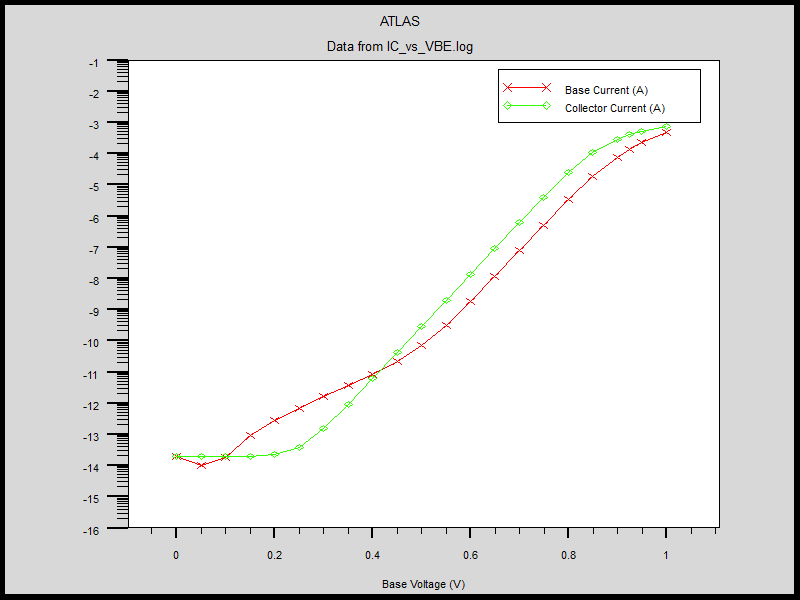 ATLAS
Data from IC_vs_VBE.log
Base Current (A)
Collector Current (A)
-1
-2
-3
-4
-5
-6
-7
-8
-9
-10
-11
-12
-13
-14
-15
-16
0 0.2 0.4 0.6 0.8 1
Base Voltage (V)